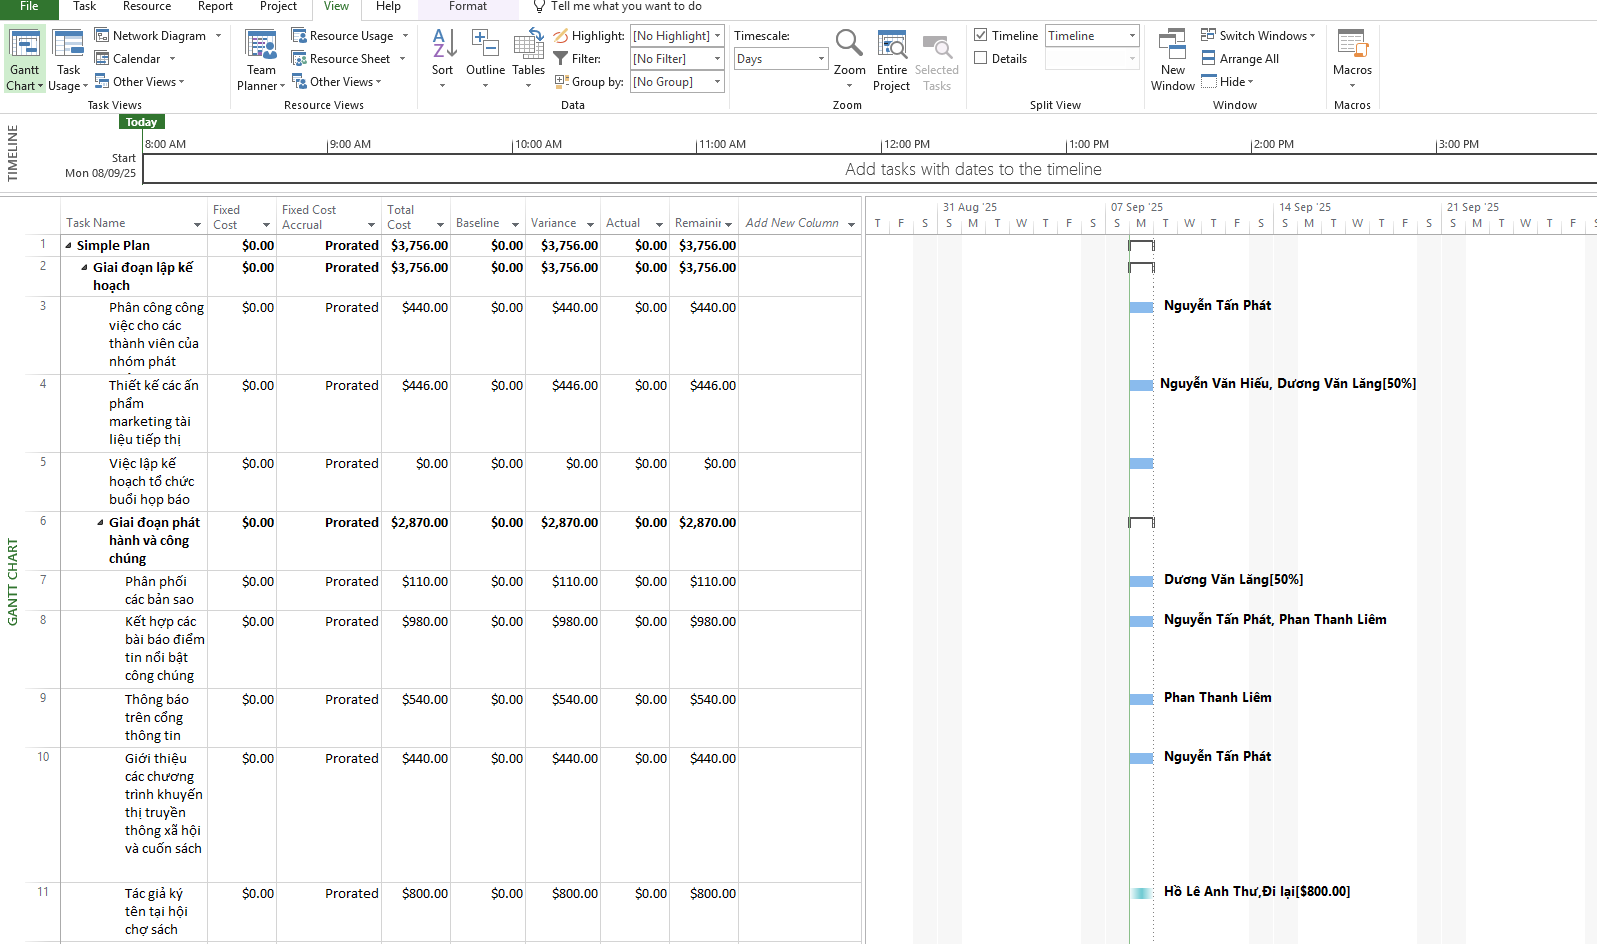 File Task Resource Report Project View Help Format Tell me what you want to do
Gantt Chart
Task Usage
Network Diagram
Calendar
Other Views
Task Views
Team Planner
Resource Usage
Resource Sheet
Other Views
Resource Views
Sort
Outline
Tables
Highlight: [No Highlight]
Filter: [No Filter]
Group by: [No Group]
Data
Timescale:
Days
Zoom
Entire Project
Selected Tasks
Zoom
Timeline Timeline
Details
Split View
New Window
Switch Windows
Arrange All
Hide
Window
Macros
Macros
TIMELINE
Today
Start
Mon 08/09/25
8:00 AM 9:00 AM 10:00 AM 11:00 AM 12:00 PM 1:00 PM 2:00 PM 3:00 PM
Add tasks with dates to the timeline
GANTT CHART
Task Name Fixed Cost Fixed Cost Accrual Total Cost Baseline Variance Actual Remainin Add New Column
31 Aug '25 07 Sep '25 14 Sep '25 21 Sep '25
T F S S M T W T F S S M T W T F S S M T W T F S S M T W T F S
1 Simple Plan $0.00 Prorated $3,756.00 $0.00 $3,756.00 $0.00 $3,756.00
2 Giai đoạn lập kế $0.00 Prorated $3,756.00 $0.00 $3,756.00 $0.00 $3,756.00
hoạch
3 Phân công công $0.00 Prorated $440.00 $0.00 $440.00 $0.00 $440.00 Nguyễn Tấn Phát
việc cho các
thành viên của
nhóm phát
4 Thiết kế các ấn $0.00 Prorated $446.00 $0.00 $446.00 $0.00 $446.00 Nguyễn Văn Hiếu, Dương Văn Lăng[50%]
phẩm
marketing tài
liệu tiếp thị
5 Việc lập kế $0.00 Prorated $0.00 $0.00 $0.00 $0.00 $0.00
hoạch tổ chức
buổi họp báo
6 Giai đoạn phát $0.00 Prorated $2,870.00 $0.00 $2,870.00 $0.00 $2,870.00
hành và công
chúng
7 Phân phối $0.00 Prorated $110.00 $0.00 $110.00 $0.00 $110.00 Dương Văn Lăng[50%]
các bản sao
8 Kết hợp các $0.00 Prorated $980.00 $0.00 $980.00 $0.00 $980.00 Nguyễn Tấn Phát, Phan Thanh Liêm
bài báo điểm
tin nổi bật
công chúng
9 Thông báo $0.00 Prorated $540.00 $0.00 $540.00 $0.00 $540.00 Phan Thanh Liêm
trên cổng
thông tin
10 Giới thiệu $0.00 Prorated $440.00 $0.00 $440.00 $0.00 $440.00 Nguyễn Tấn Phát
các chương
trình khuyến
thị truyền
thông xã hội
và cuốn sách
11 Tác giả ký $0.00 Prorated $800.00 $0.00 $800.00 $0.00 $800.00 Hồ Lê Anh Thư,Đi lại[$800.00]
tên tại hội
chợ sách